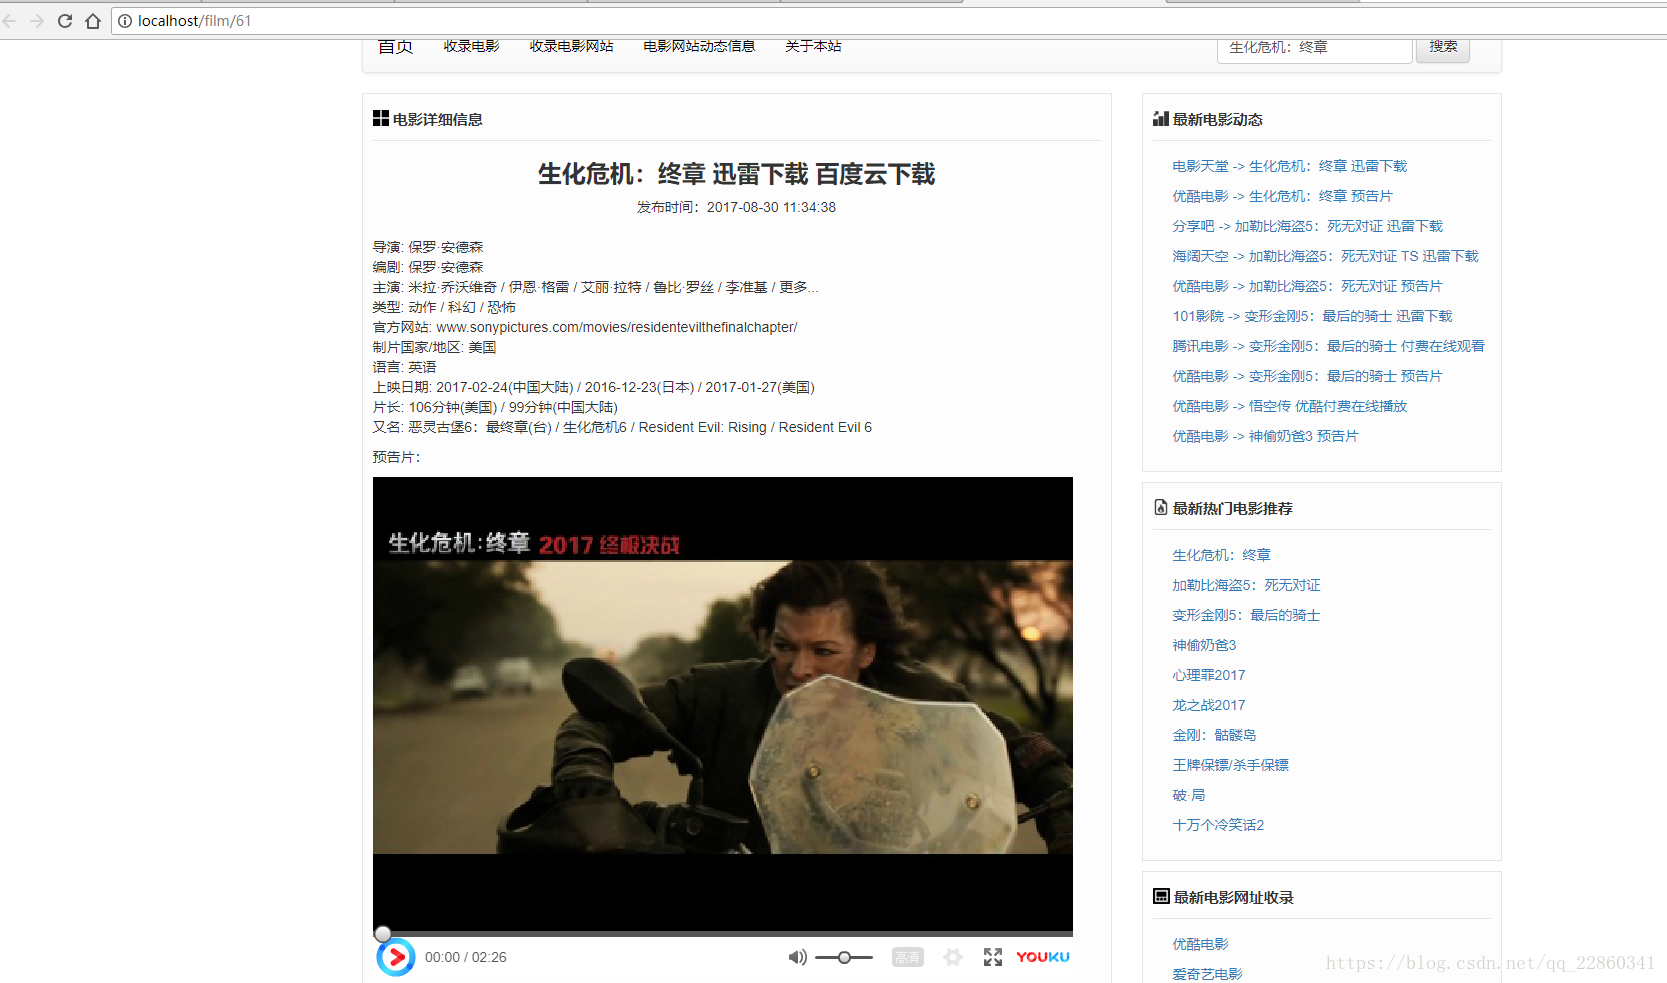 localhost/film/61
首页 收录电影 收录电影网站 电影网站动态信息 关于本站 生化危机：终章 搜索
电影详细信息
生化危机：终章 迅雷下载 百度云下载
发布时间：2017-08-30 11:34:38
导演: 保罗·安德森
编剧: 保罗·安德森
主演: 米拉·乔沃维奇 / 伊恩·格雷 / 艾丽·拉特 / 鲁比·罗丝 / 李准基 / 更多...
类型: 动作 / 科幻 / 恐怖
官方网站: www.sonypictures.com/movies/residentevilthefinalchapter/
制片国家/地区: 美国
语言: 英语
上映日期: 2017-02-24(中国大陆) / 2016-12-23(日本) / 2017-01-27(美国)
片长: 106分钟(美国) / 99分钟(中国大陆)
又名: 恶灵古堡6：最终章(台) / 生化危机6 / Resident Evil: Rising / Resident Evil 6
预告片：
生化危机:终章 2017 终极决战
00:00 / 02:26 高清 YOUKU
最新电影动态
电影天堂 -> 生化危机：终章 迅雷下载
优酷电影 -> 生化危机：终章 预告片
分享吧 -> 加勒比海盗5：死无对证 迅雷下载
海阔天空 -> 加勒比海盗5：死无对证 TS 迅雷下载
优酷电影 -> 加勒比海盗5：死无对证 预告片
101影院 -> 变形金刚5：最后的骑士 迅雷下载
腾讯电影 -> 变形金刚5：最后的骑士 付费在线观看
优酷电影 -> 变形金刚5：最后的骑士 预告片
优酷电影 -> 悟空传 优酷付费在线播放
优酷电影 -> 神偷奶爸3 预告片
最新热门电影推荐
生化危机：终章
加勒比海盗5：死无对证
变形金刚5：最后的骑士
神偷奶爸3
心理罪2017
龙之战2017
金刚：骷髅岛
王牌保镖/杀手保镖
破·局
十万个冷笑话2
最新电影网址收录
优酷电影
爱奇艺电影
https://blog.csdn.net/qq_22860341